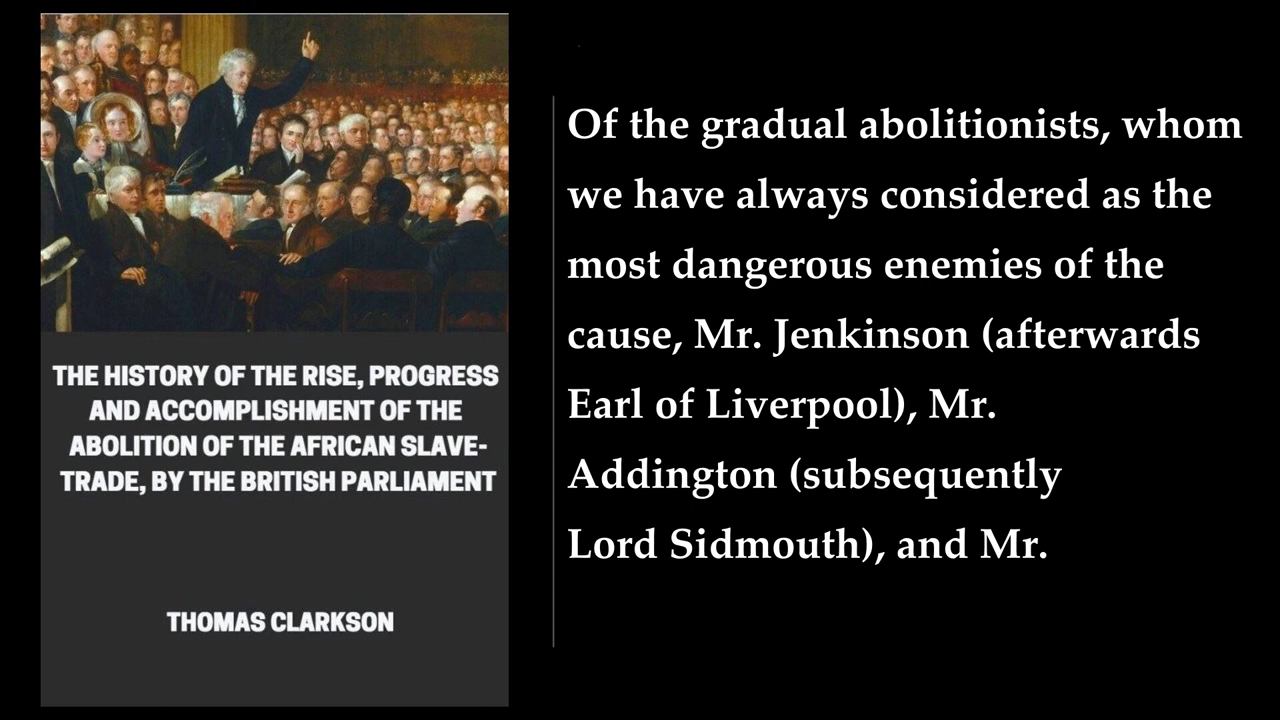 THE HISTORY OF THE RISE, PROGRESS
AND ACCOMPLISHMENT OF THE
ABOLITION OF THE AFRICAN SLAVE-
TRADE, BY THE BRITISH PARLIAMENT
THOMAS CLARKSON
Of the gradual abolitionists, whom
we have always considered as the
most dangerous enemies of the
cause, Mr. Jenkinson (afterwards
Earl of Liverpool), Mr.
Addington (subsequently
Lord Sidmouth), and Mr.